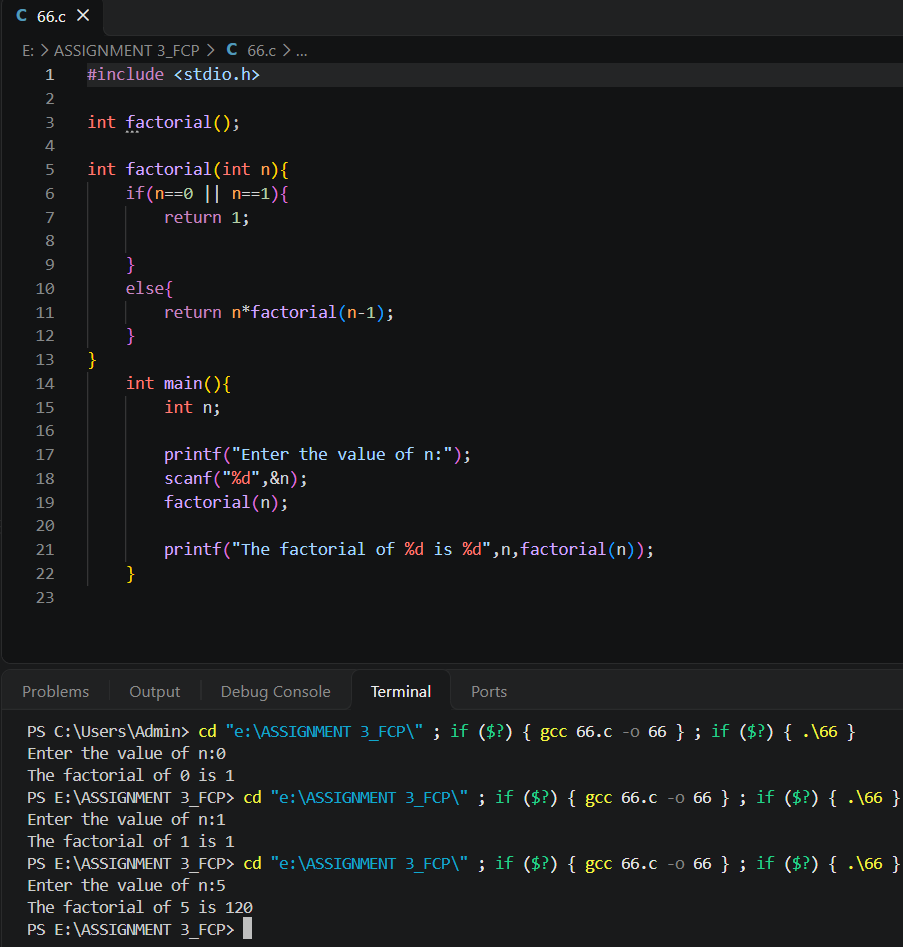 C 66.c ×
E: > ASSIGNMENT 3_FCP > C 66.c > ...
1 #include <stdio.h>
2
3 int factorial();
4
5 int factorial(int n){
6 if(n==0 || n==1){
7 return 1;
8
9 }
10 else{
11 return n*factorial(n-1);
12 }
13 }
14 int main(){
15 int n;
16
17 printf("Enter the value of n:");
18 scanf("%d",&n);
19 factorial(n);
20
21 printf("The factorial of %d is %d",n,factorial(n));
22 }
23
Problems Output Debug Console Terminal Ports
PS C:\Users\Admin> cd "e:\ASSIGNMENT 3_FCP\" ; if ($?) { gcc 66.c -o 66 } ; if ($?) { .\66 }
Enter the value of n:0
The factorial of 0 is 1
PS E:\ASSIGNMENT 3_FCP> cd "e:\ASSIGNMENT 3_FCP\" ; if ($?) { gcc 66.c -o 66 } ; if ($?) { .\66 }
Enter the value of n:1
The factorial of 1 is 1
PS E:\ASSIGNMENT 3_FCP> cd "e:\ASSIGNMENT 3_FCP\" ; if ($?) { gcc 66.c -o 66 } ; if ($?) { .\66 }
Enter the value of n:5
The factorial of 5 is 120
PS E:\ASSIGNMENT 3_FCP>